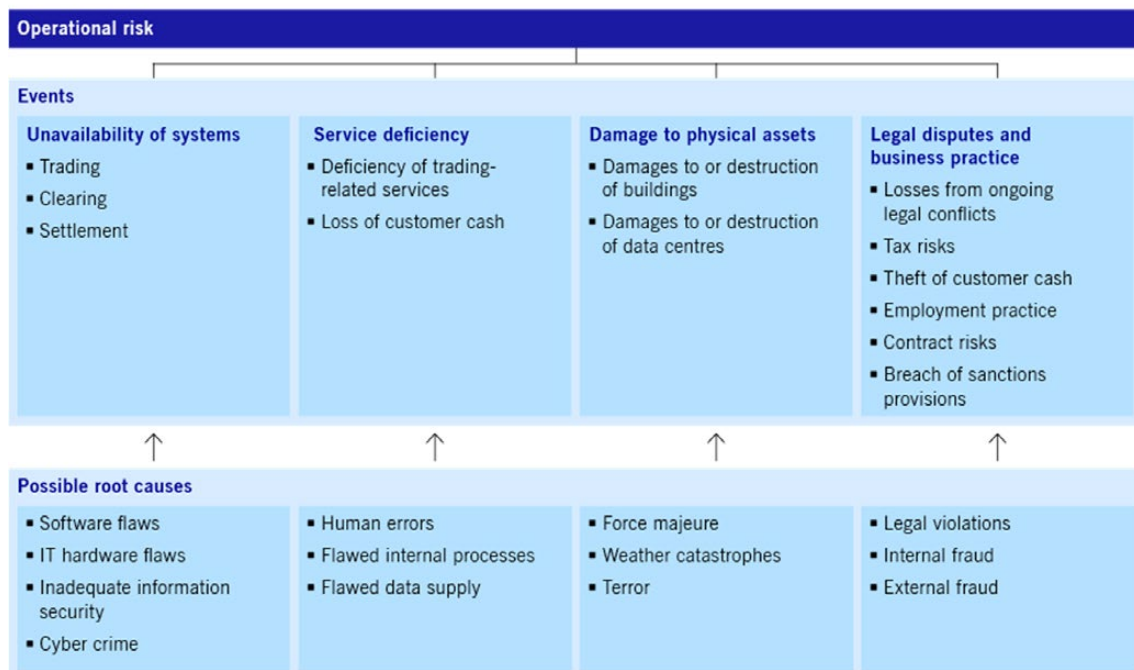 Operational risk
Events
Unavailability of systems
▪ Trading
▪ Clearing
▪ Settlement
Service deficiency
▪ Deficiency of trading-
related services
▪ Loss of customer cash
Damage to physical assets
▪ Damages to or destruction
of buildings
▪ Damages to or destruction
of data centres
Legal disputes and
business practice
▪ Losses from ongoing
legal conflicts
▪ Tax risks
▪ Theft of customer cash
▪ Employment practice
▪ Contract risks
▪ Breach of sanctions
provisions
Possible root causes
▪ Software flaws
▪ IT hardware flaws
▪ Inadequate information
security
▪ Cyber crime
▪ Human errors
▪ Flawed internal processes
▪ Flawed data supply
▪ Force majeure
▪ Weather catastrophes
▪ Terror
▪ Legal violations
▪ Internal fraud
▪ External fraud